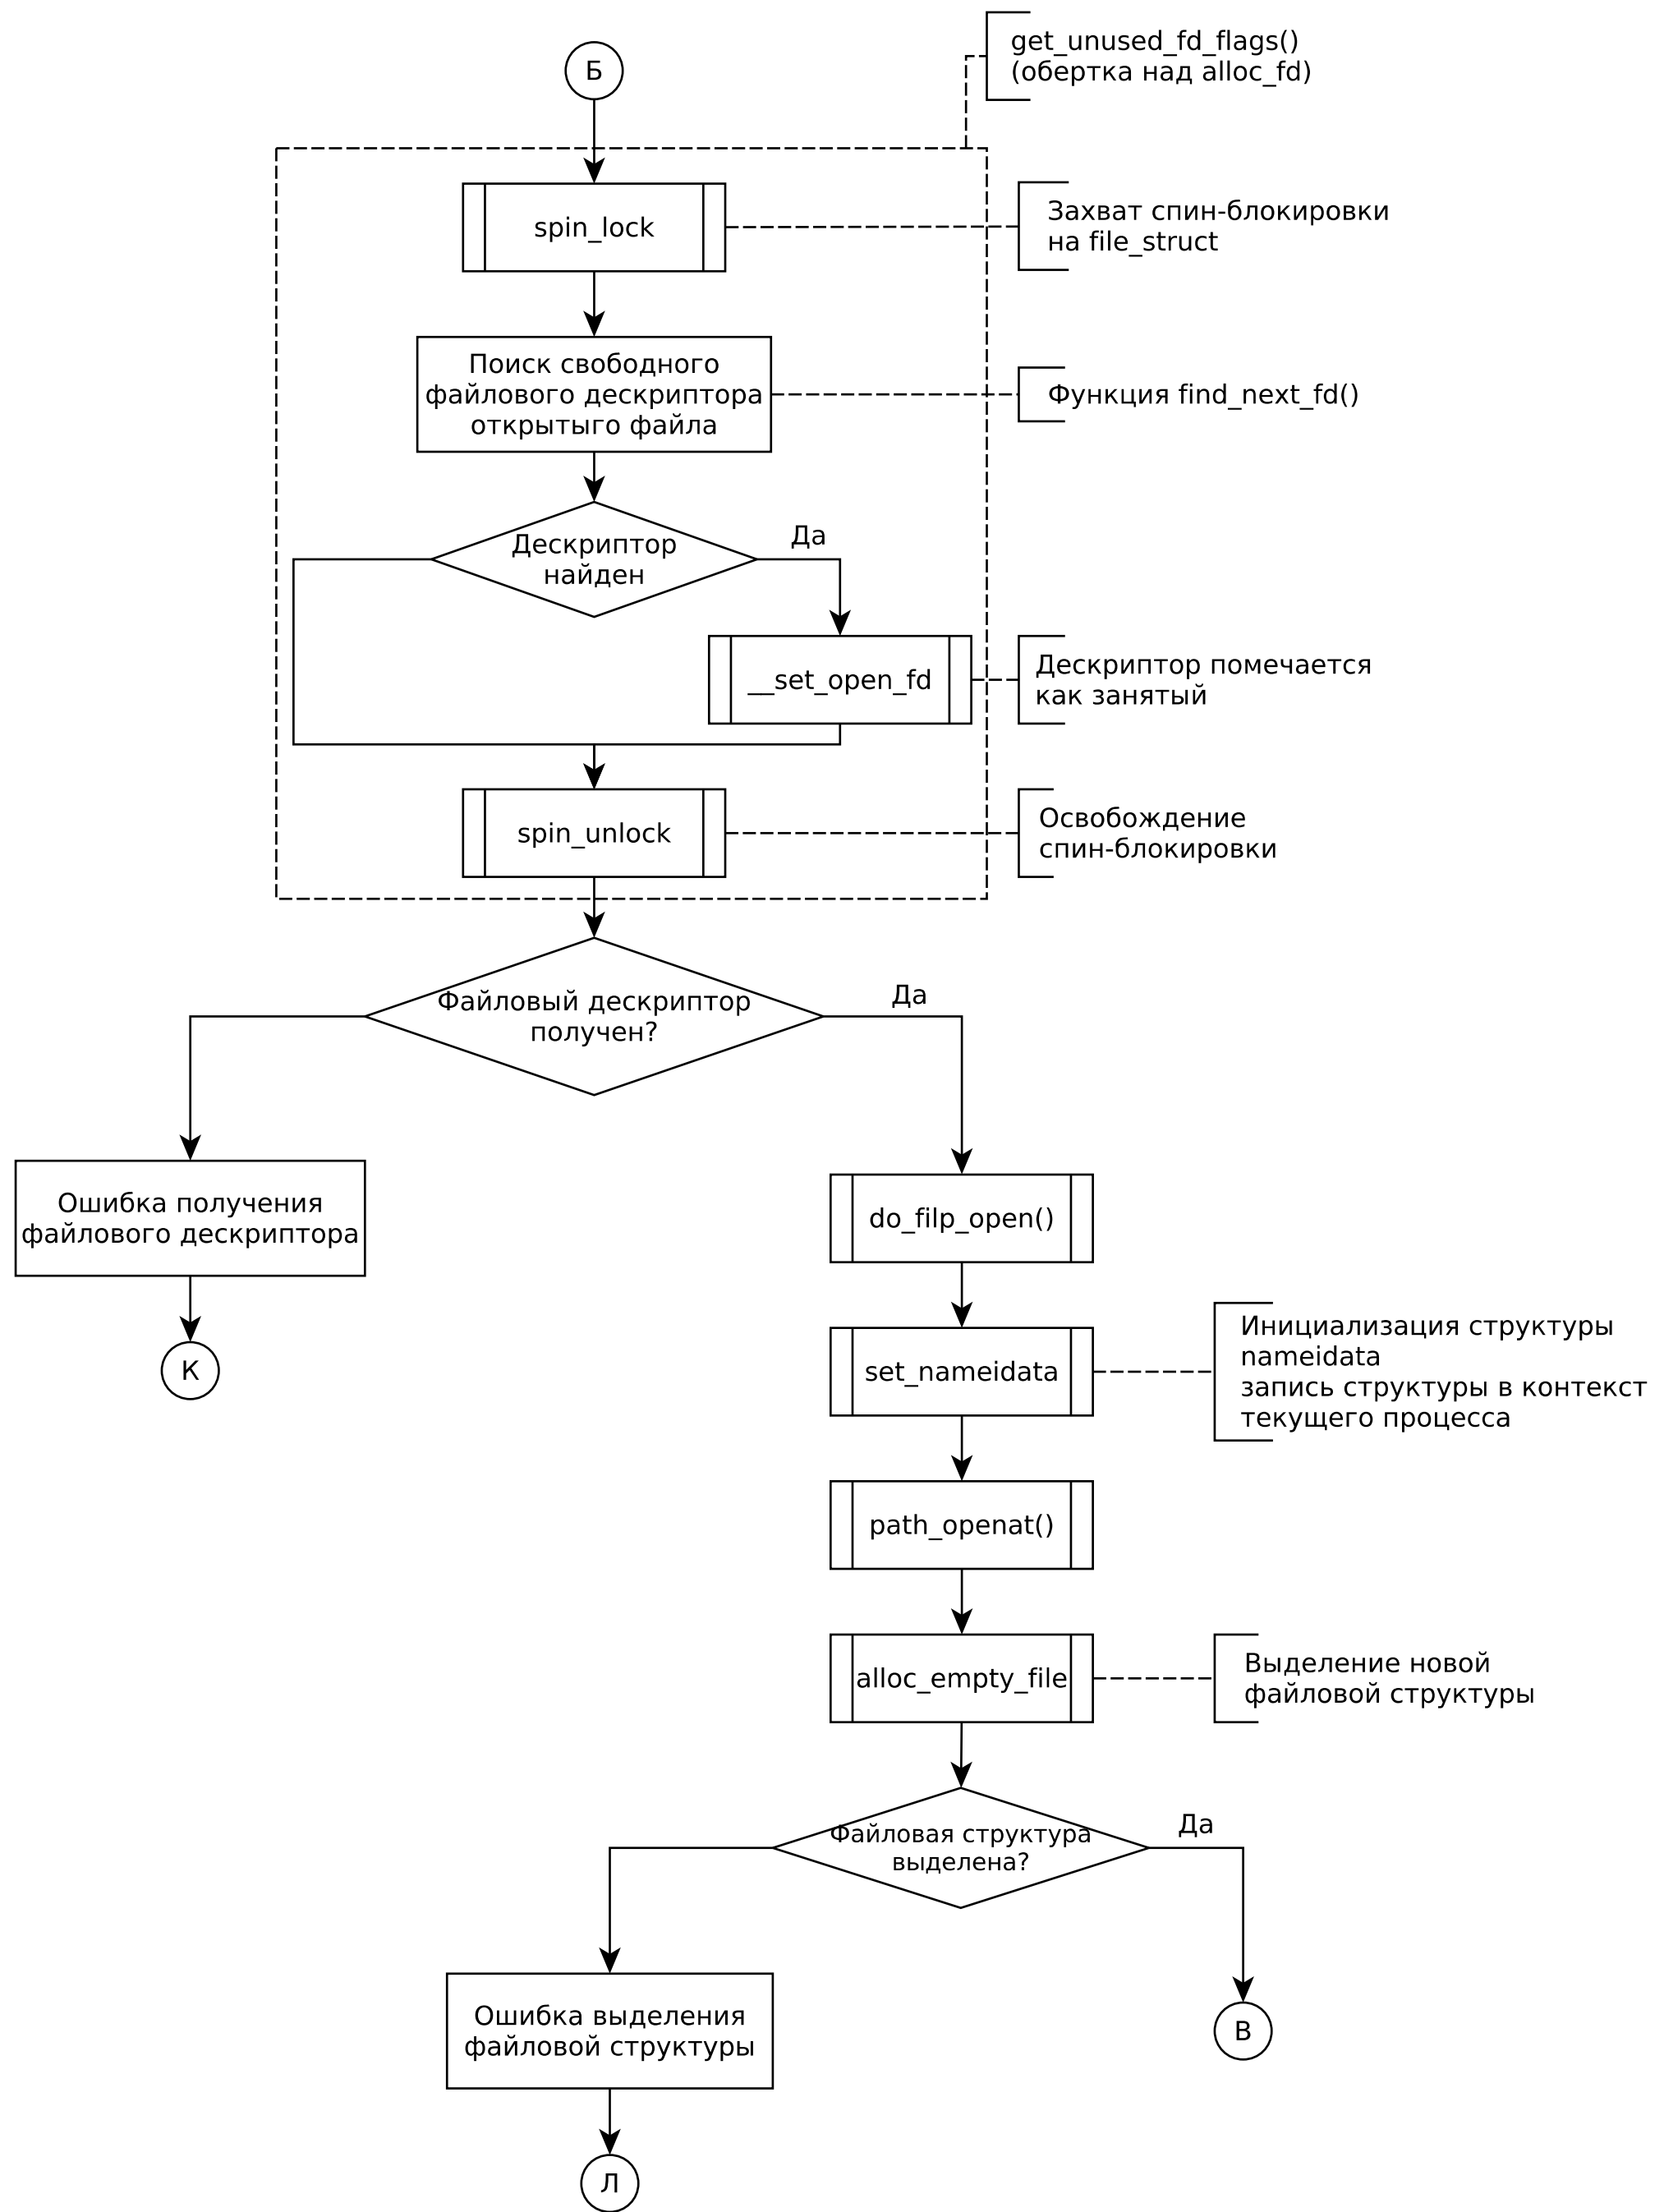 get_unused_fd_flags()
(обертка над alloc_fd)
Б
spin_lock
Захват спин-блокировки
на file_struct
Поиск свободного
файлового дескриптора
открытыго файла
Функция find_next_fd()
Дескриптор
найден
Да
__set_open_fd
Дескриптор помечается
как занятый
spin_unlock
Освобождение
спин-блокировки
Файловый дескриптор
получен?
Да
Ошибка получения
файлового дескриптора
К
do_filp_open()
set_nameidata
Инициализация структуры
nameidata
запись структуры в контекст
текущего процесса
path_openat()
alloc_empty_file
Выделение новой
файловой структуры
Файловая структура
выделена?
Да
Ошибка выделения
файловой структуры
В
Л